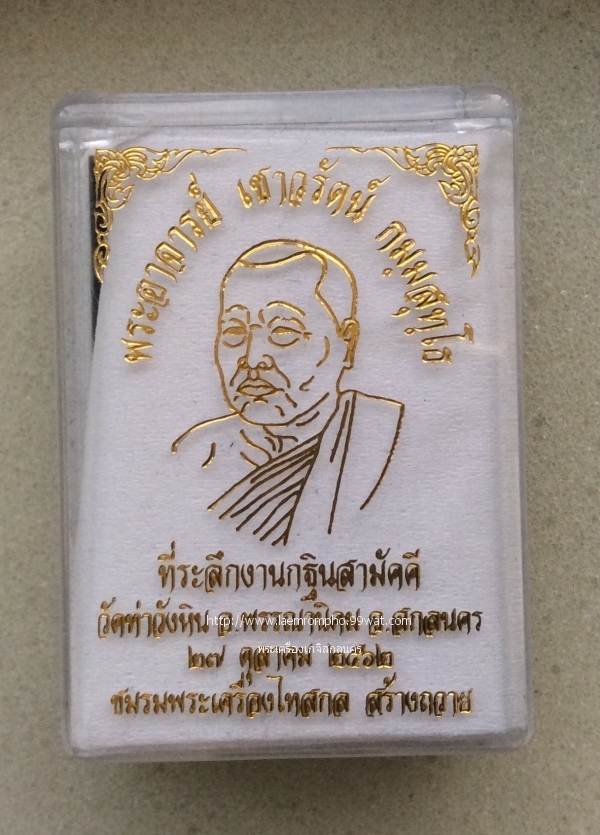 พระอาจารย์ เชาวรัตน์ กมฺมสุทฺโธ
ที่ระลึกงานกฐินสามัคคี
วัดท่าวังหิน อ.พรรณานิคม จ.สกลนคร
http://www.laemrompho.99wat.com
๒๗ ตุลาคม ๒๕๖๒
พระเครื่องเกจิสกลนคร
ชมรมพระเครื่องไทสกล สร้างถวาย